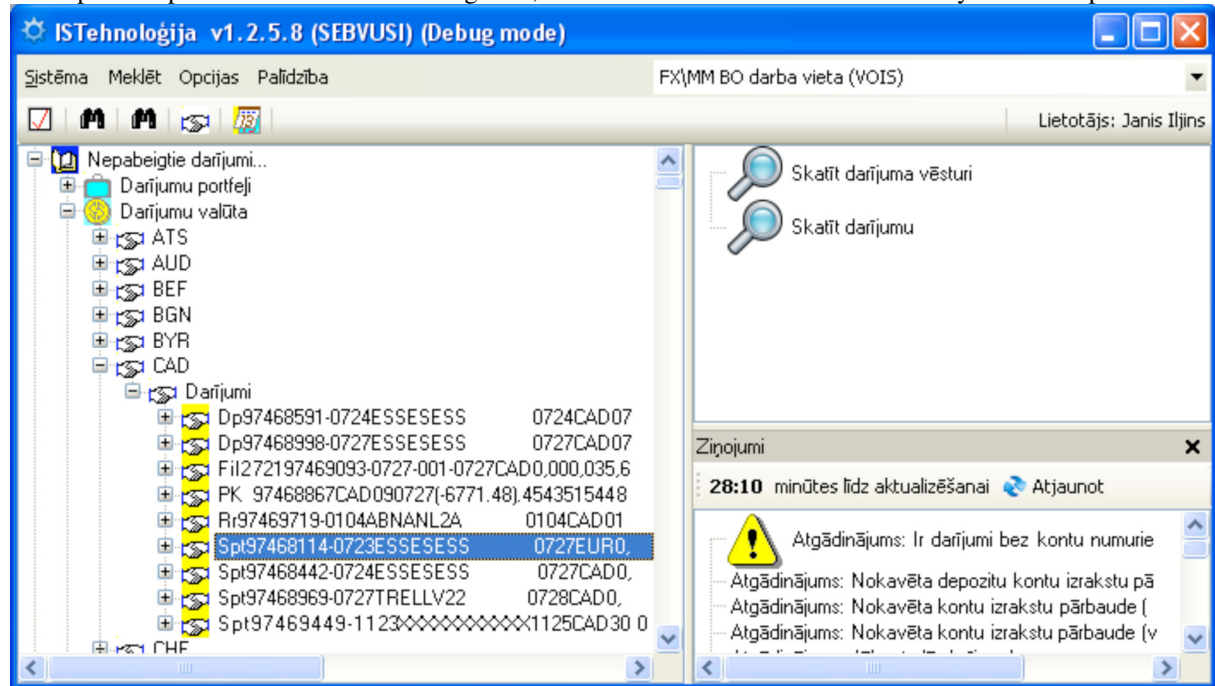 ISTehnoloģija v1.2.5.8 (SEBVUSI) (Debug mode)
Sistēma Meklēt Opcijas Palīdzība
FX\MM BO darba vieta (VOIS)
Lietotājs: Janis Iljins
Nepabeigtie darījumi...
Darījumu portfeļi
Darījumu valūta
ATS
AUD
BEF
BGN
BYR
CAD
Darījumi
Dp97468591-0724ESSESESS 0724CAD07
Dp97468998-0727ESSESESS 0727CAD07
Fil272197469093-0727-001-0727CAD0,000,035,6
PK 97468867CAD090727(-6771.48).4543515448
Rr97469719-0104ABNANL2A 0104CAD01
Spt97468114-0723ESSESESS 0727EUR0,
Spt97468442-0724ESSESESS 0727CAD0,
Spt97468969-0727TRELLV22 0728CAD0,
Spt97469449-1123XXXXXXXXXXX1125CAD30 0
CHF
Skatīt darījuma vēsturi
Skatīt darījumu
Ziņojumi
28:10 minūtes līdz aktualizēšanai Atjaunot
Atgādinājums: Ir darījumi bez kontu numurie
Atgādinājums: Nokavēta depozitu kontu izrakstu pā
Atgādinājums: Nokavēta kontu izrakstu pārbaude (
Atgādinājums: Nokavēta kontu izrakstu pārbaude (v